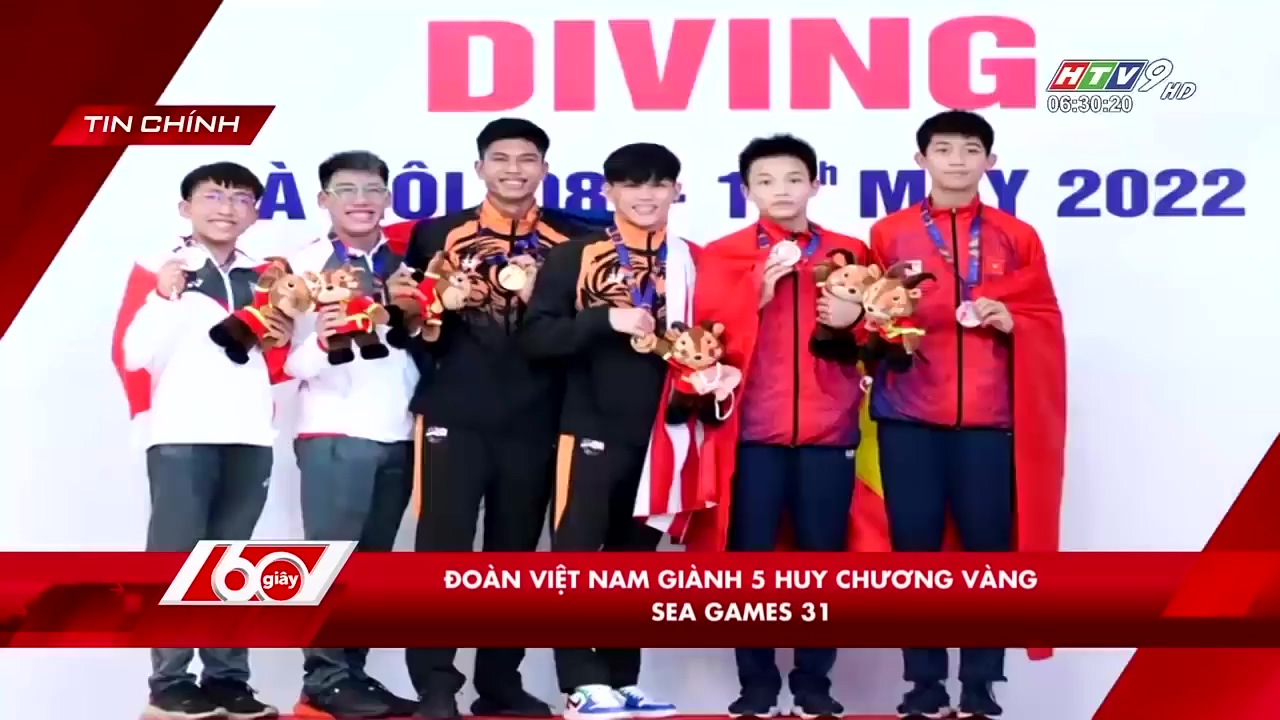 DIVING
HTV9 HD
06:30:20
TIN CHÍNH
MAY 2022
60 giây
ĐOÀN VIỆT NAM GIÀNH 5 HUY CHƯƠNG VÀNG
SEA GAMES 31